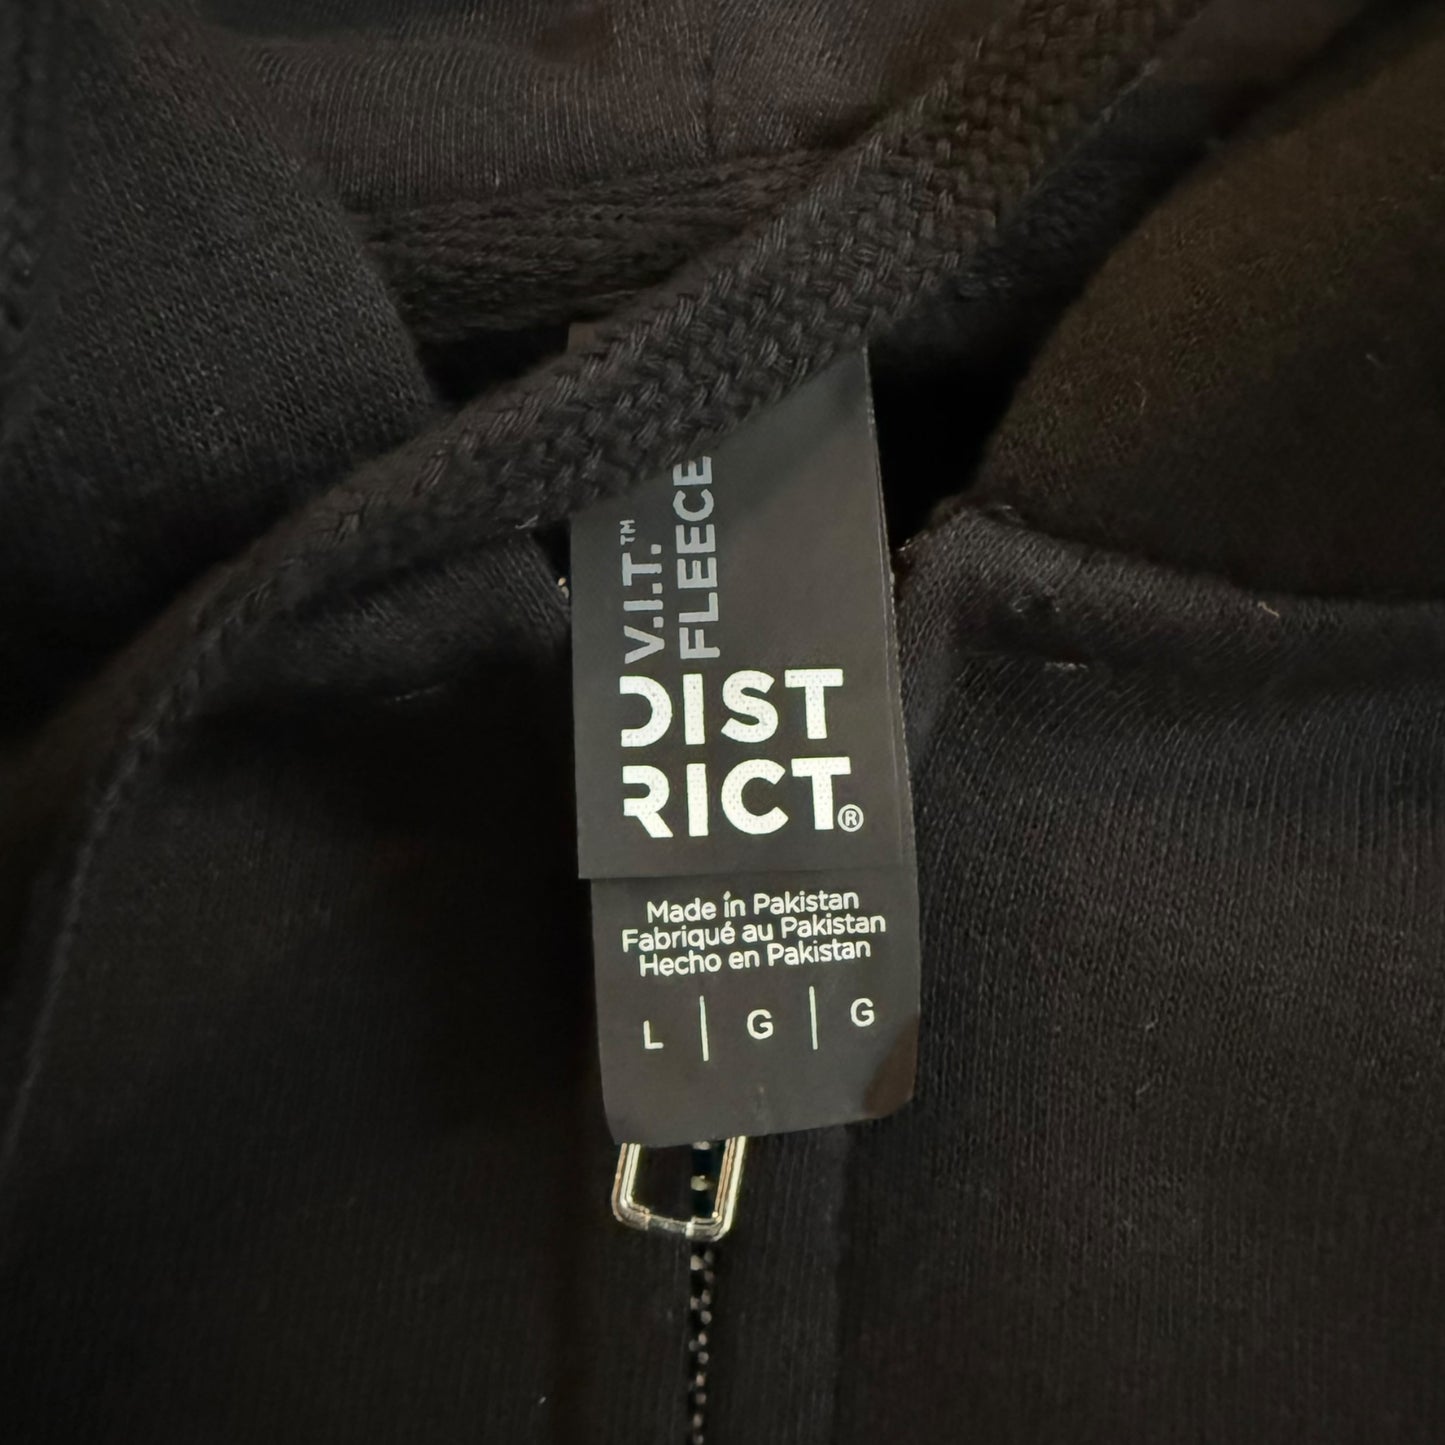 V.I.T.™
FLEECE
DIST
RICT®
Made in Pakistan
Fabriqué au Pakistan
Hecho en Pakistan
L | G | G